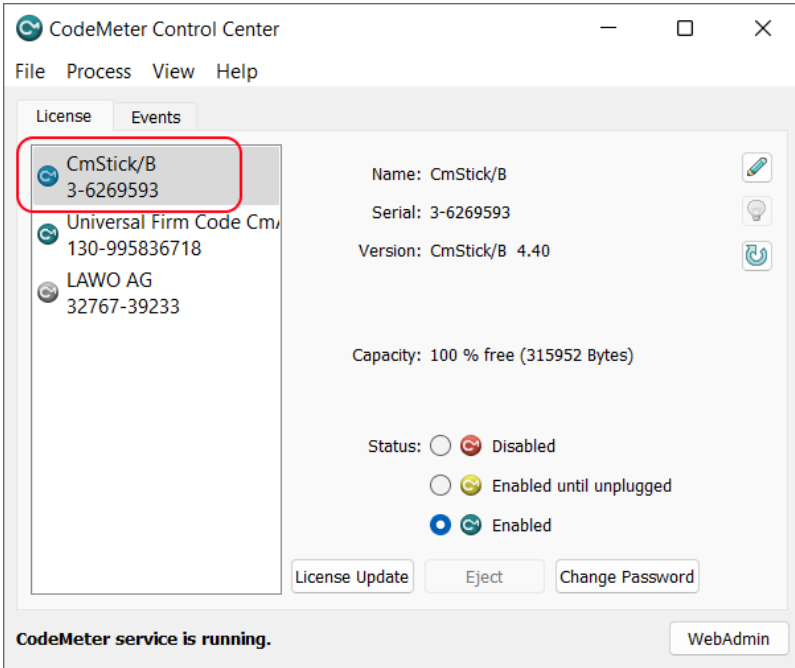 CodeMeter Control Center
File Process View Help
License Events
CmStick/B
3-6269593
Universal Firm Code CmA
130-995836718
LAWO AG
32767-39233
Name: CmStick/B
Serial: 3-6269593
Version: CmStick/B 4.40
Capacity: 100 % free (315952 Bytes)
Status: Disabled
Enabled until unplugged
Enabled
License Update Eject Change Password
CodeMeter service is running. WebAdmin